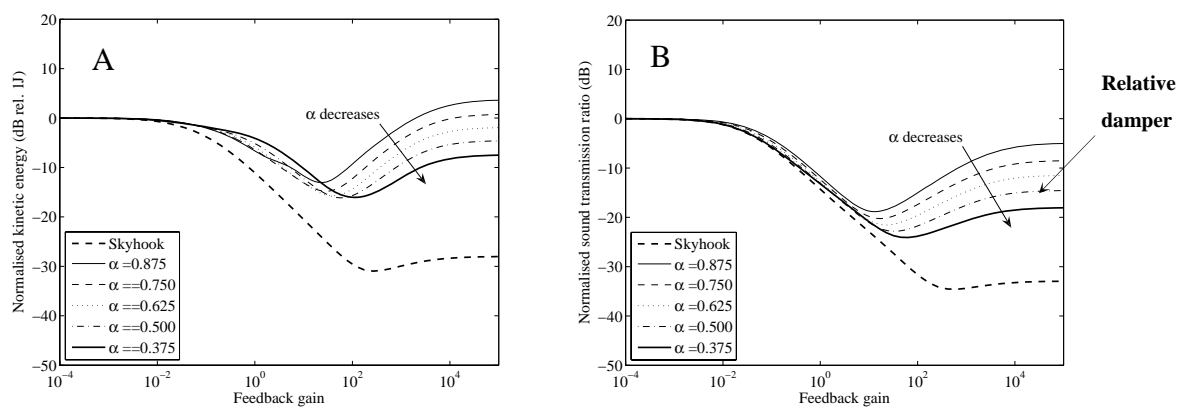 20
10
0
−10
−20
−30
−40
−50
Normalised kinetic energy (dB rel. 1J)
A
α decreases
Skyhook
α =0.875
α==0.750
α==0.625
α==0.500
α==0.375
10^-4
10^-2
10^0
10^2
10^4
Feedback gain
20
10
0
−10
−20
−30
−40
−50
Normalised sound transmission ratio (dB)
B
α decreases
Relative
damper
Skyhook
α =0.875
α =0.750
α =0.625
α =0.500
α =0.375
10^-4
10^-2
10^0
10^2
10^4
Feedback gain